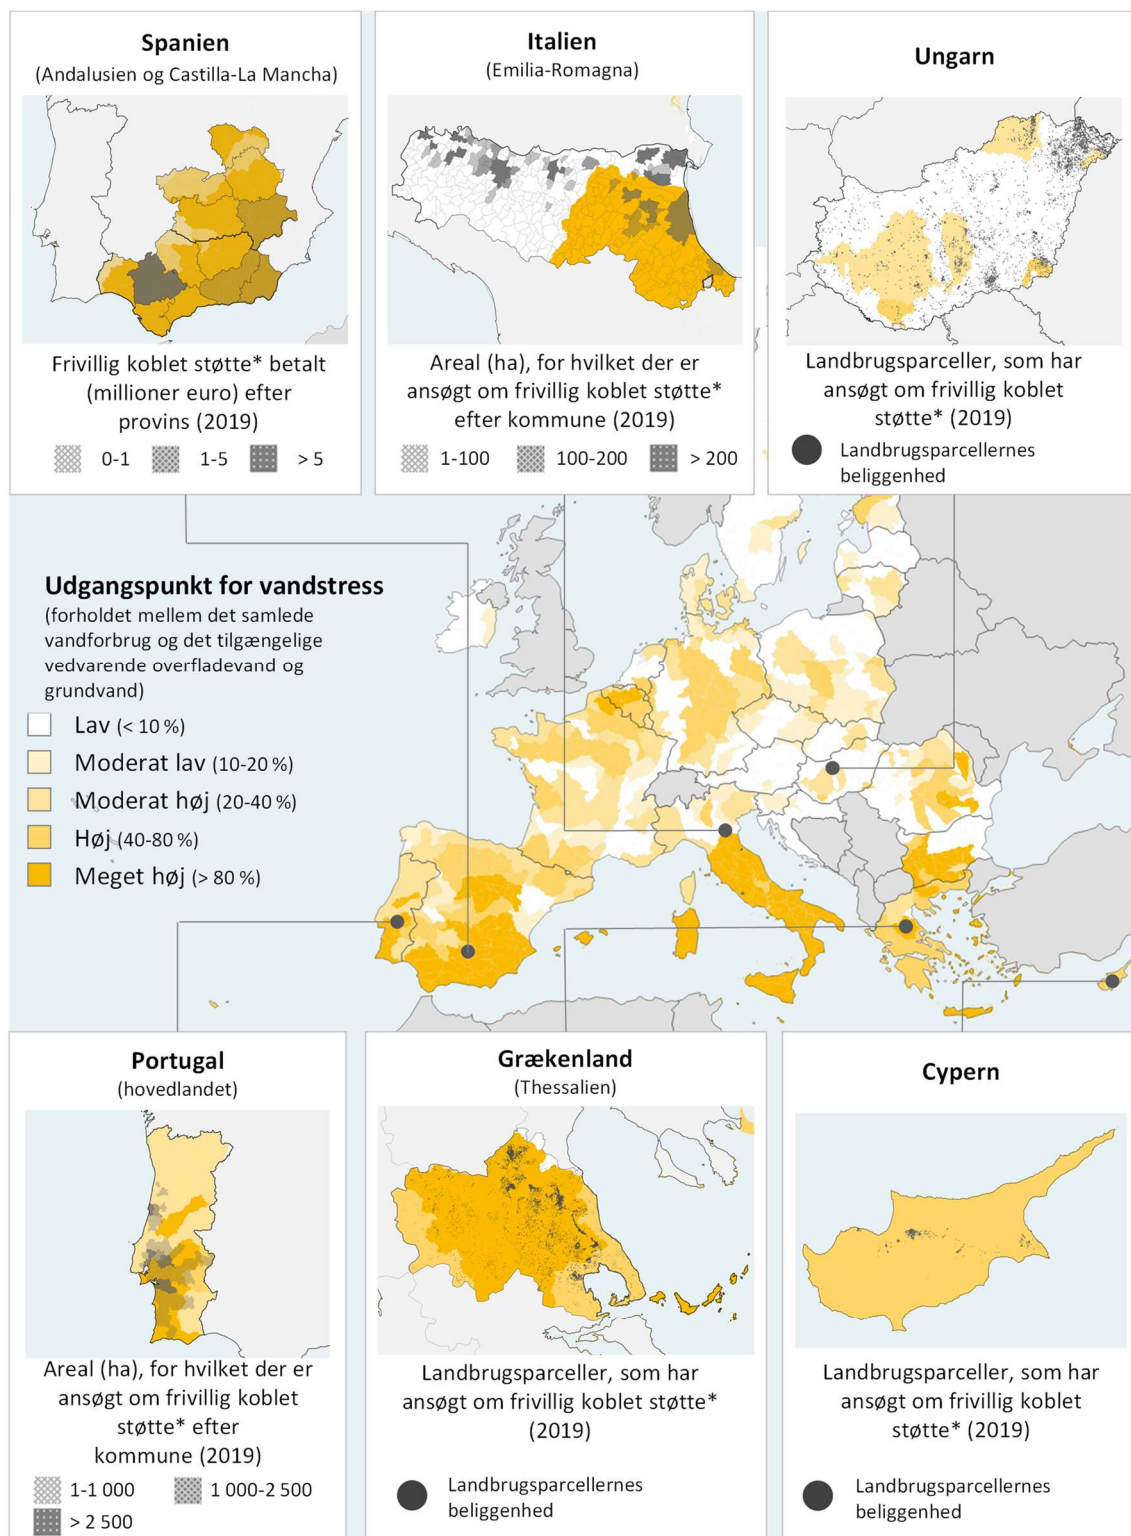 Spanien
(Andalusien og Castilla-La Mancha)
Frivillig koblet støtte* betalt
(millioner euro) efter
provins (2019)
0-1
1-5
> 5
Italien
(Emilia-Romagna)
Areal (ha), for hvilket der er
ansøgt om frivillig koblet støtte*
efter kommune (2019)
1-100
100-200
> 200
Ungarn
Landbrugsparceller, som har
ansøgt om frivillig koblet
støtte* (2019)
Landbrugsparcellernes
beliggenhed
Udgangspunkt for vandstress
(forholdet mellem det samlede
vandforbrug og det tilgængelige
vedvarende overfladevand og
grundvand)
Lav (< 10 %)
Moderat lav (10-20 %)
Moderat høj (20-40 %)
Høj (40-80 %)
Meget høj (> 80 %)
Portugal
(hovedlandet)
Areal (ha), for hvilket der er
ansøgt om frivillig koblet
støtte* efter
kommune (2019)
1-1 000
1 000-2 500
> 2 500
Grækenland
(Thessalien)
Landbrugsparceller, som har
ansøgt om frivillig koblet støtte*
(2019)
Landbrugsparcellernes
beliggenhed
Cypern
Landbrugsparceller, som har
ansøgt om frivillig koblet
støtte* (2019)
Landbrugsparcellernes
beliggenhed